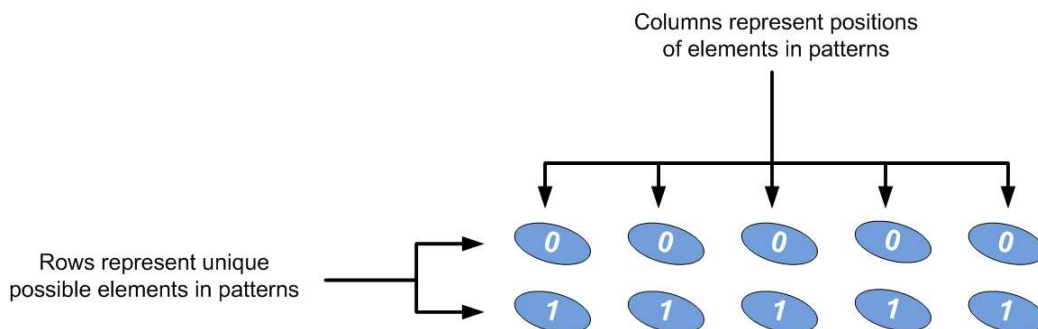 Columns represent positions
of elements in patterns
0 0 0 0 0
Rows represent unique
possible elements in patterns
1 1 1 1 1